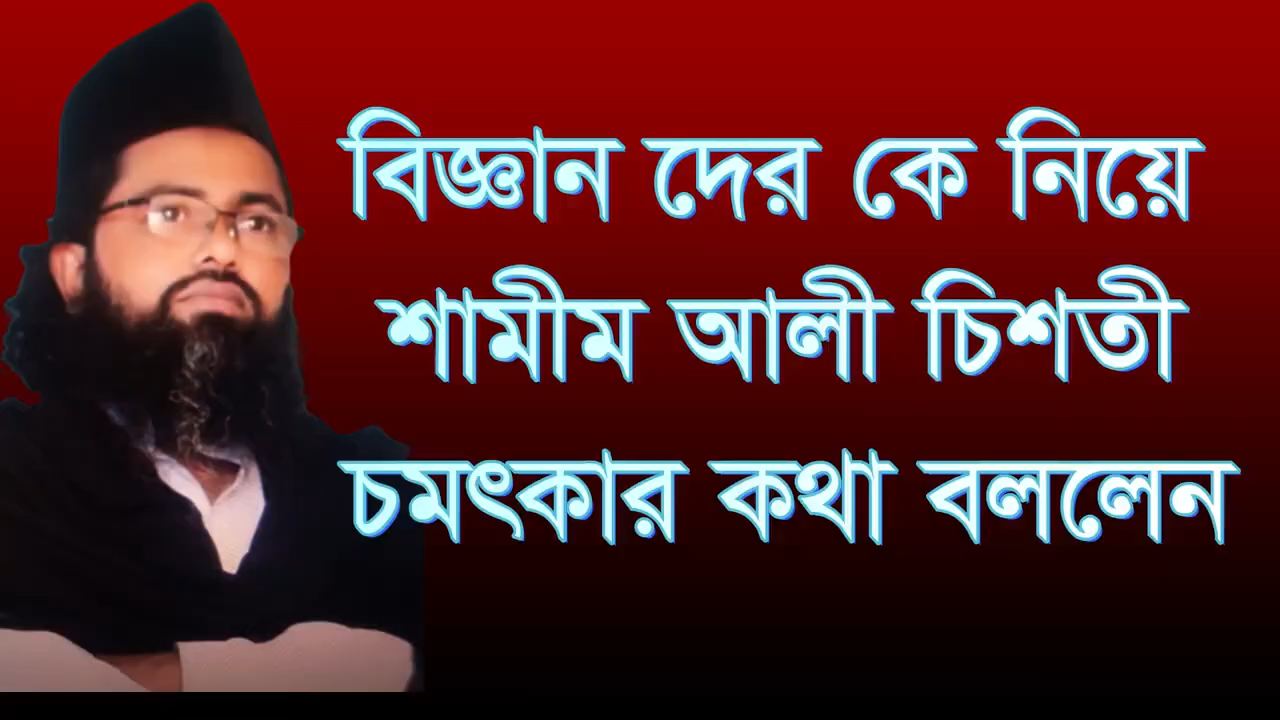 বিজ্ঞান দের কে নিয়ে
শামীম আলী চিশতী
চমৎকার কথা বললেন